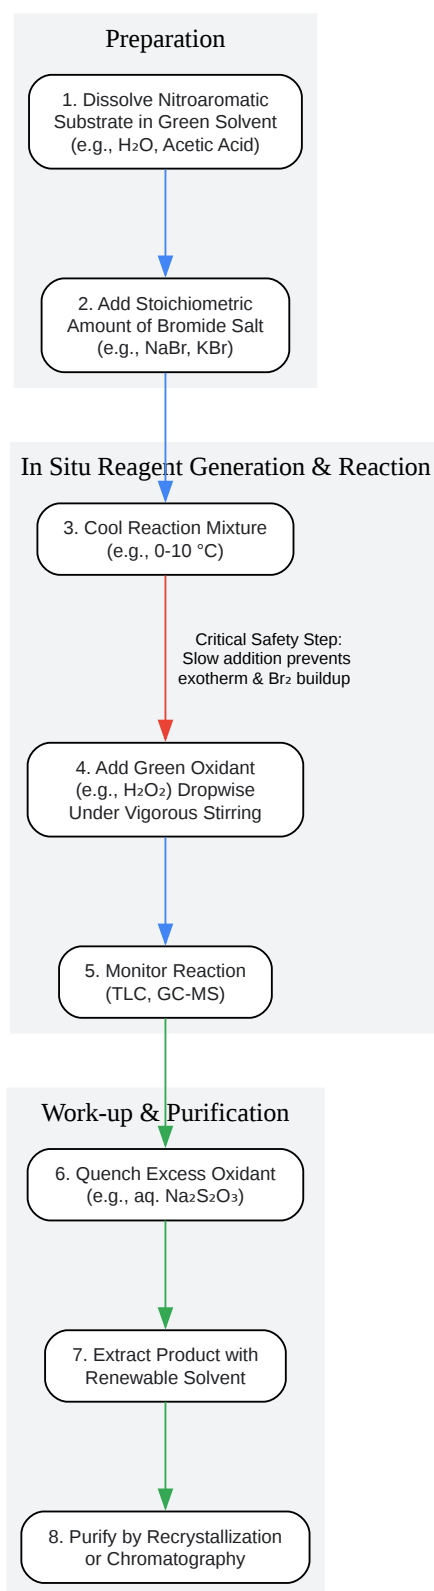 Preparation
1. Dissolve Nitroaromatic
Substrate in Green Solvent
(e.g., H₂O, Acetic Acid)
2. Add Stoichiometric
Amount of Bromide Salt
(e.g., NaBr, KBr)
In Situ Reagent Generation & Reaction
3. Cool Reaction Mixture
(e.g., 0-10 °C)
Critical Safety Step:
Slow addition prevents
exotherm & Br₂ buildup
4. Add Green Oxidant
(e.g., H₂O₂) Dropwise
Under Vigorous Stirring
5. Monitor Reaction
(TLC, GC-MS)
Work-up & Purification
6. Quench Excess Oxidant
(e.g., aq. Na₂S₂O₃)
7. Extract Product with
Renewable Solvent
8. Purify by Recrystallization
or Chromatography